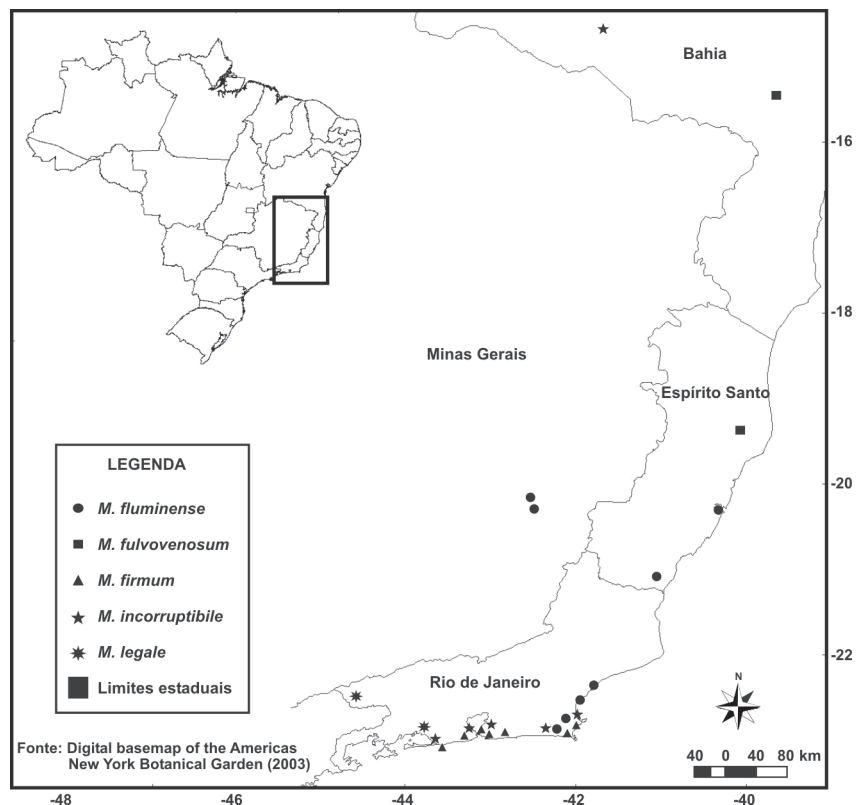 Bahia
-16
-18
Minas Gerais
Espírito Santo
LEGENDA
M. fluminense
M. fulvovenosum
M. firmum
M. incorruptibile
M. legale
Limites estaduais
-20
-22
Rio de Janeiro
N
Fonte: Digital basemap of the Americas
New York Botanical Garden (2003)
40 0 40 80 km
-48 -46 -44 -42 -40